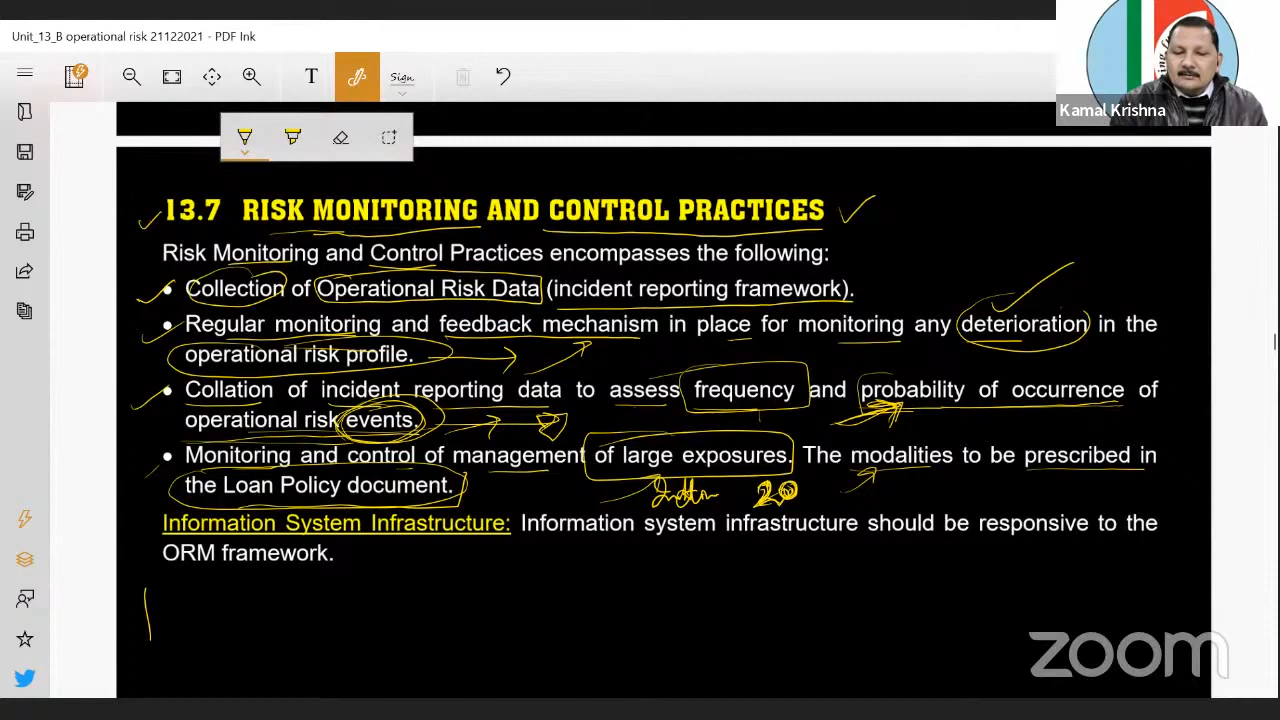 Unit_13_B operational risk 21122021 - PDF Ink
T
Sign
Kamal Krishna
13.7 RISK MONITORING AND CONTROL PRACTICES
Risk Monitoring and Control Practices encompasses the following:
• Collection of Operational Risk Data (incident reporting framework).
• Regular monitoring and feedback mechanism in place for monitoring any deterioration in the
operational risk profile.
• Collation of incident reporting data to assess frequency and probability of occurrence of
operational risk events.
• Monitoring and control of management of large exposures. The modalities to be prescribed in
the Loan Policy document.
20
Information System Infrastructure: Information system infrastructure should be responsive to the
ORM framework.
zoom